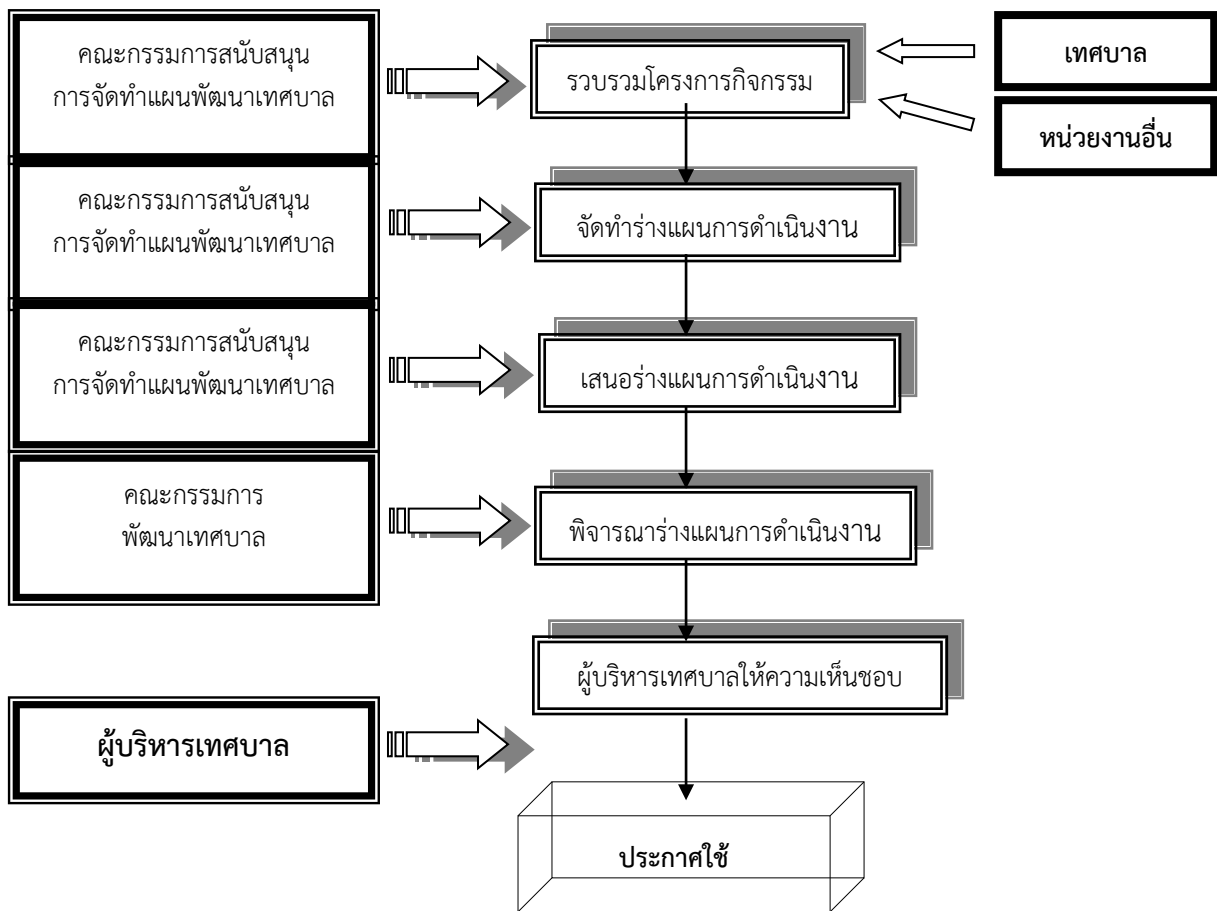 คณะกรรมการสนับสนุน
การจัดทำแผนพัฒนาเทศบาล
รวบรวมโครงการกิจกรรม
เทศบาล
หน่วยงานอื่น
คณะกรรมการสนับสนุน
การจัดทำแผนพัฒนาเทศบาล
จัดทำร่างแผนการดำเนินงาน
คณะกรรมการสนับสนุน
การจัดทำแผนพัฒนาเทศบาล
เสนอร่างแผนการดำเนินงาน
คณะกรรมการ
พัฒนาเทศบาล
พิจารณาร่างแผนการดำเนินงาน
ผู้บริหารเทศบาลให้ความเห็นชอบ
ผู้บริหารเทศบาล
ประกาศใช้